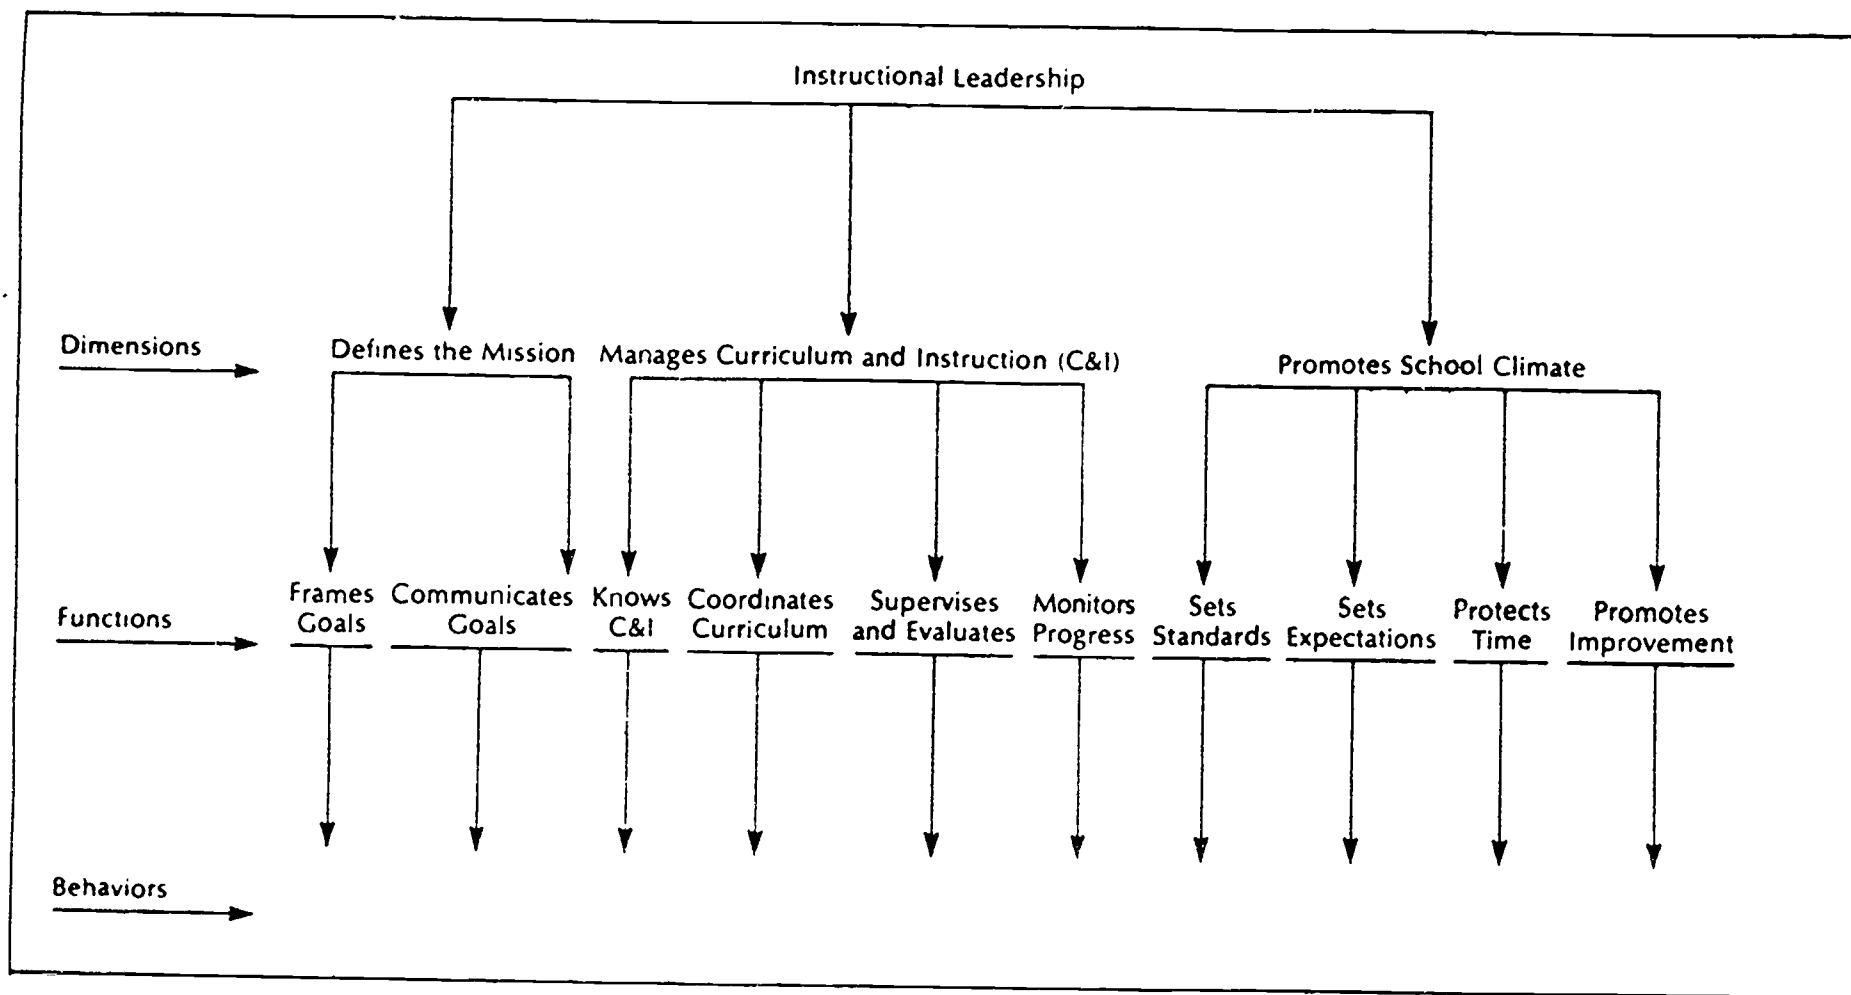 Instructional Leadership
Dimensions
Defines the Mission
Manages Curriculum and Instruction (C&I)
Promotes School Climate
Functions
Frames
Goals
Communicates
Goals
Knows
C&I
Coordinates
Curriculum
Supervises
and Evaluates
Monitors
Progress
Sets
Standards
Sets
Expectations
Protects
Time
Promotes
Improvement
Behaviors